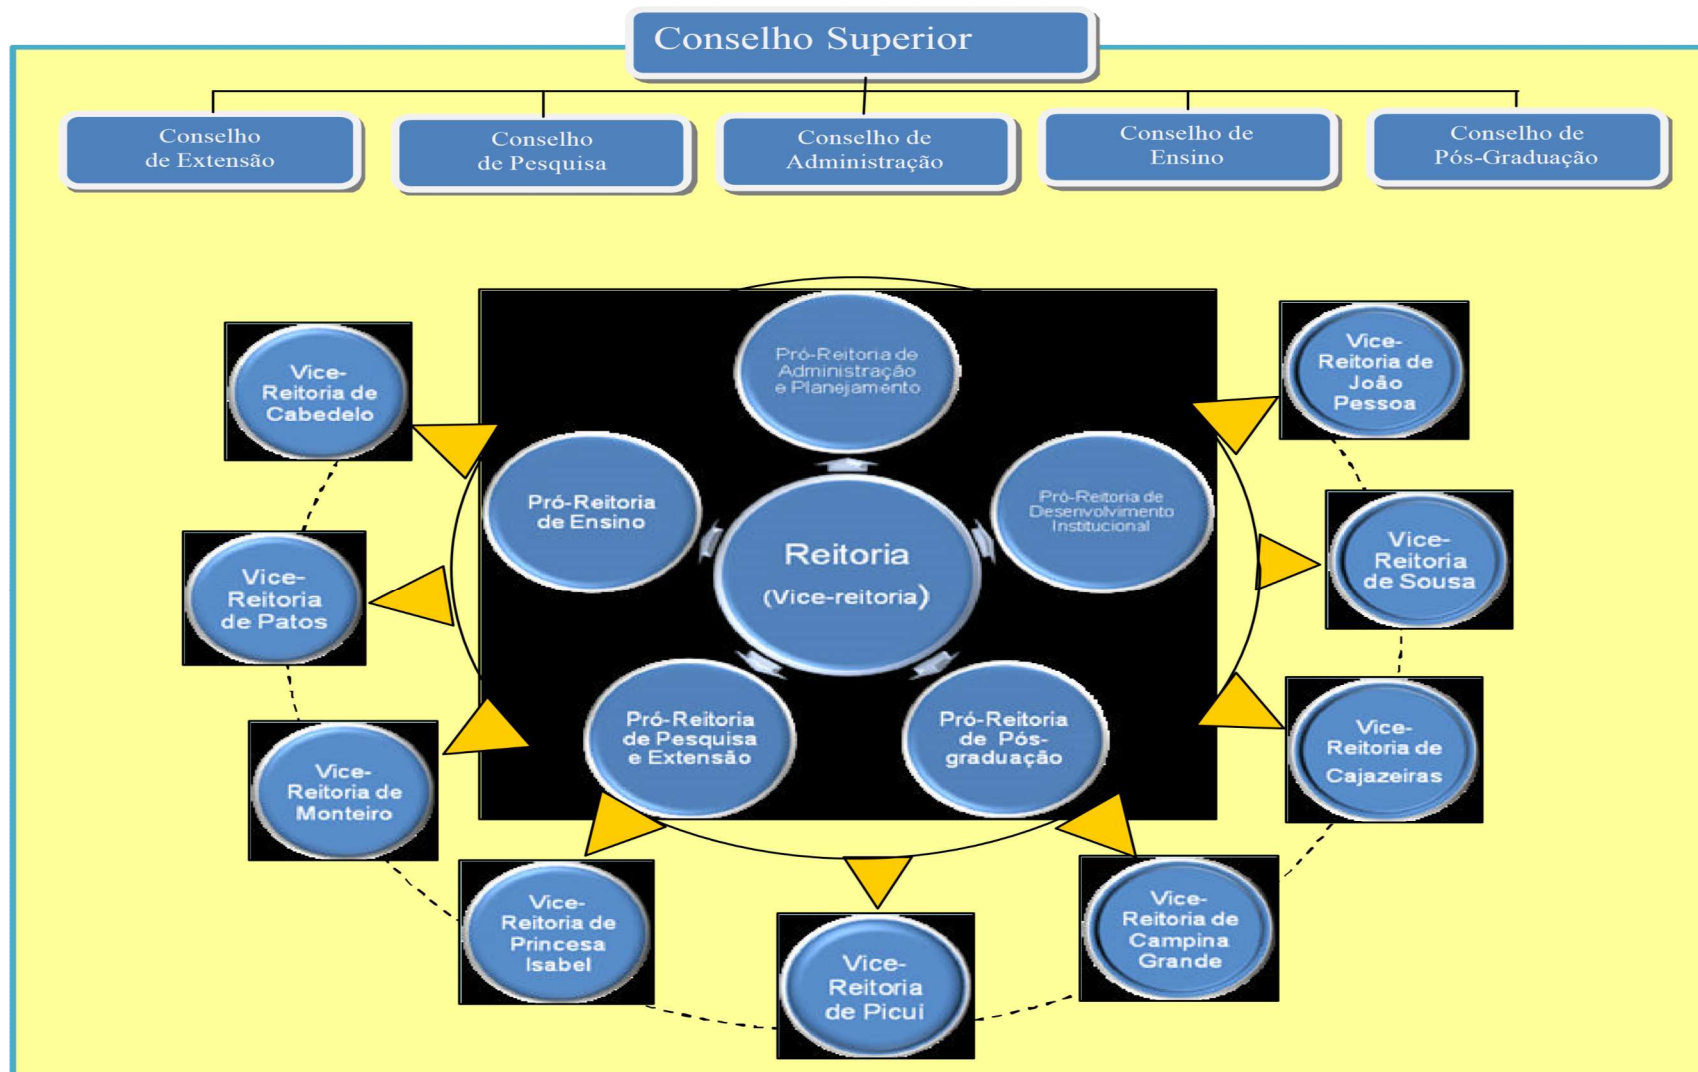 Conselho Superior
Conselho
de Extensão
Conselho
de Pesquisa
Conselho de
Administração
Conselho de
Ensino
Conselho de
Pós-Graduação
Pró-Reitoria de
Administração
e Planejamento
Pró-Reitoria
de Ensino
Pró-Reitoria de
Desenvolvimento
Institucional
Reitoria
(Vice-reitoria)
Pró-Reitoria
de Pesquisa
e Extensão
Pró-Reitoria
de Pós-
graduação
Vice-
Reitoria de
Cabedelo
Vice-
Reitoria
de Patos
Vice-
Reitoria de
Monteiro
Vice-
Reitoria de
Princesa
Isabel
Vice-
Reitoria
de Picuí
Vice-
Reitoria de
Campina
Grande
Vice-
Reitoria de
Cajazeiras
Vice-
Reitoria
de Sousa
Vice-
Reitoria de
João
Pessoa